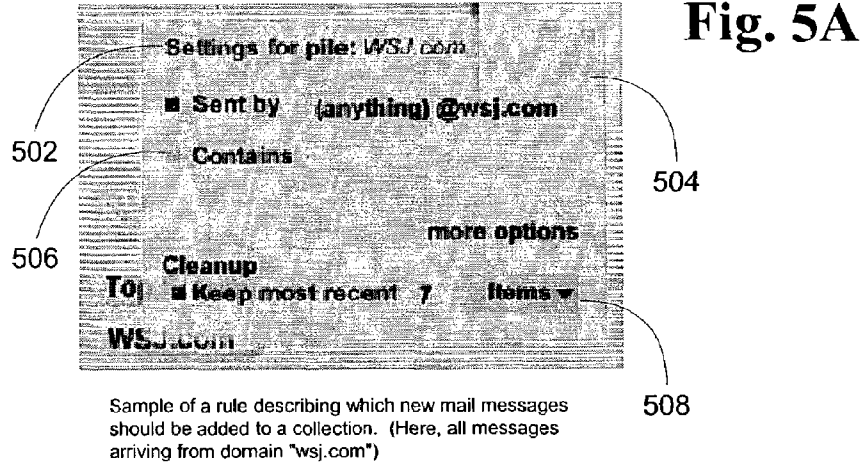 Fig. 5A
Settings for pile: WSJ.com
Sent by (anything) @wsj.com
502
Contains
504
506
more options
Cleanup
Keep most recent 7 Items
WSJ.com
508
Sample of a rule describing which new mail messages
should be added to a collection. (Here, all messages
arriving from domain "wsj.com")